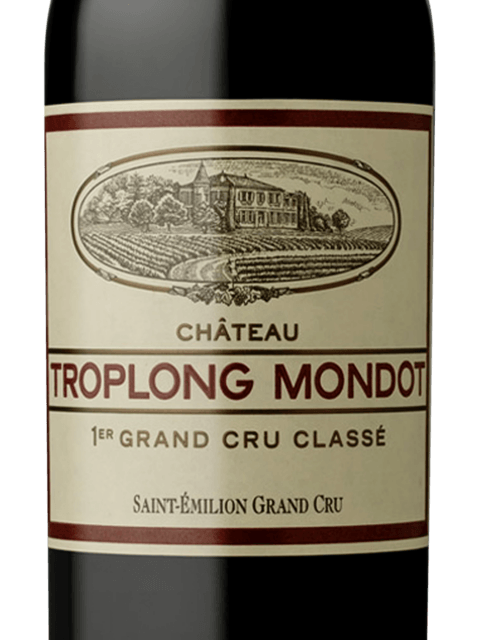 CHÂTEAU
TROPLONG MONDOT
1ER GRAND CRU CLASSÉ
SAINT-ÉMILION GRAND CRU